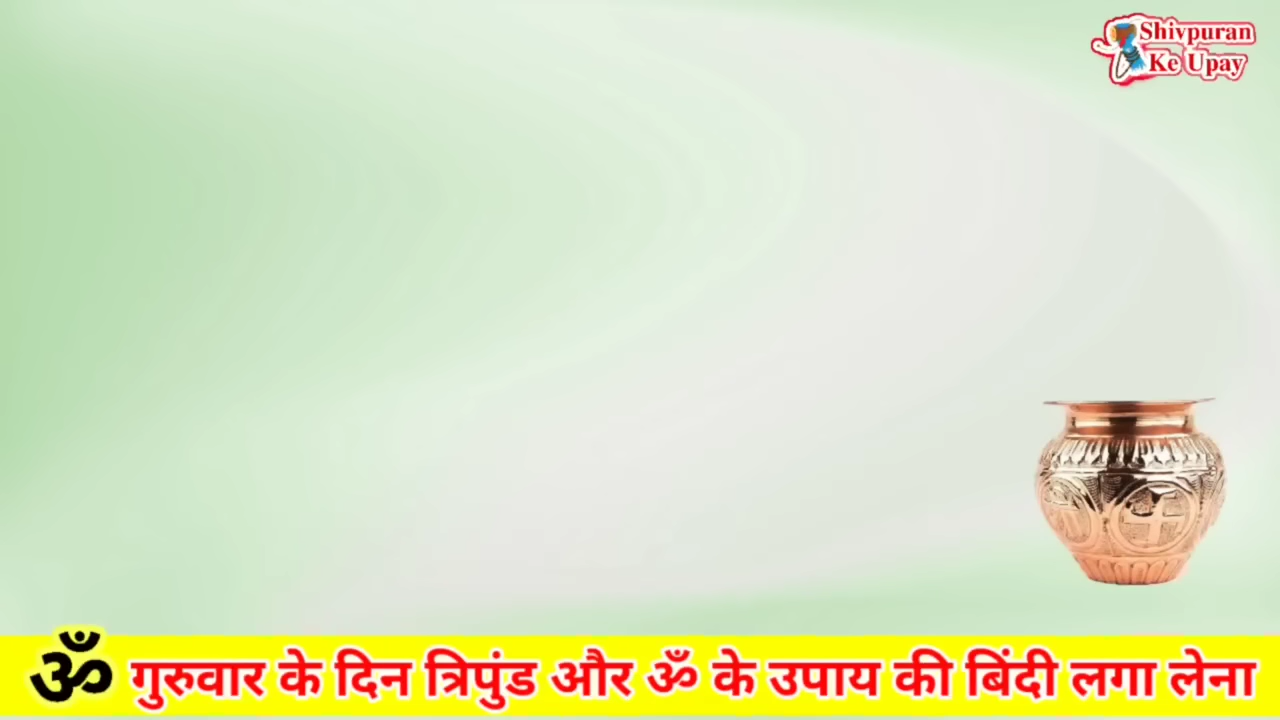 Shivpuran
Ke Upay
ॐ गुरुवार के दिन त्रिपुंड और ॐ के उपाय की बिंदी लगा लेना